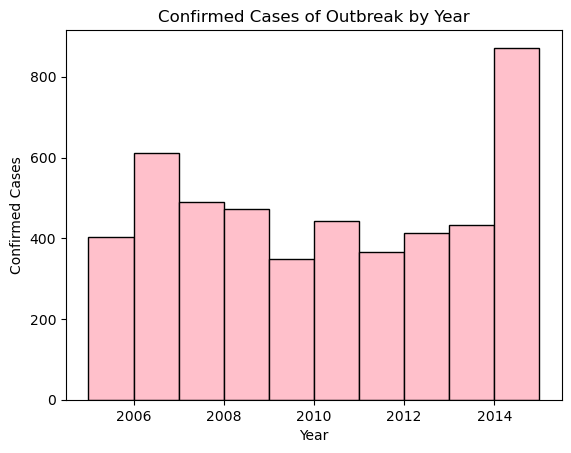 Confirmed Cases of Outbreak by Year
Confirmed Cases
800
600
400
200
0
2006 2008 2010 2012 2014
Year